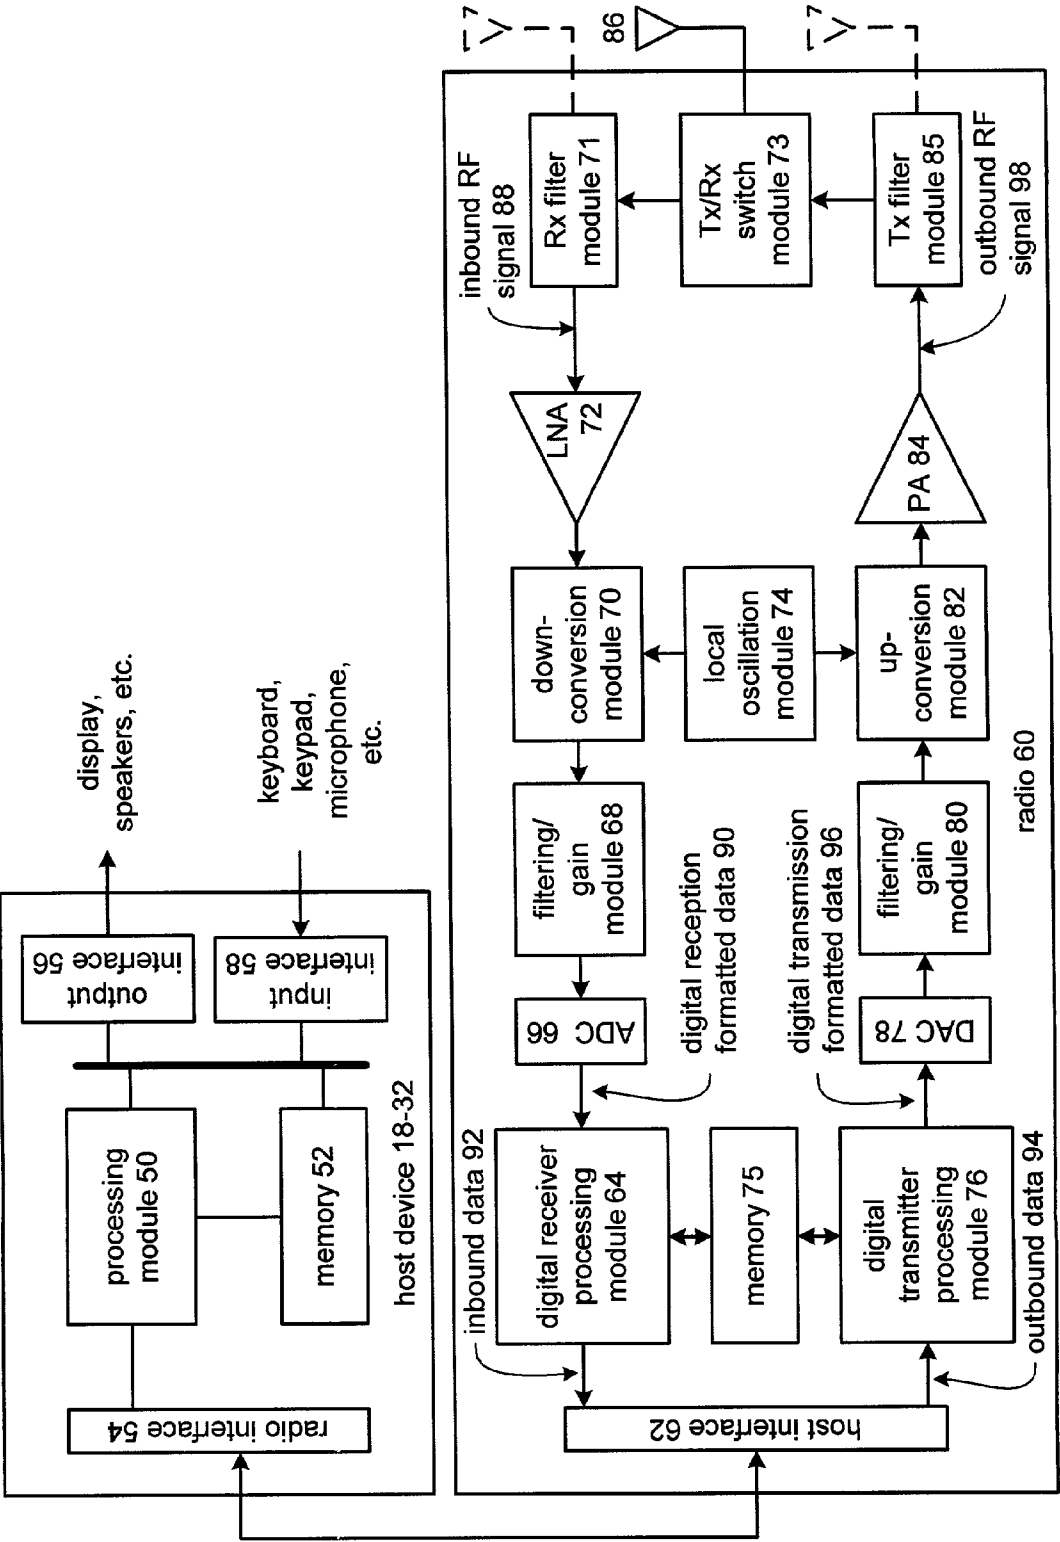 display,
speakers, etc.
keyboard,
keypad,
microphone,
etc.
output
interface 56
input
interface 58
processing
module 50
memory 52
radio interface 54
host device 18-32
86
inbound RF
signal 88
Rx filter
module 71
Tx/Rx
switch
module 73
Tx filter
module 85
outbound RF
signal 98
LNA
72
PA 84
down-
conversion
module 70
local
oscillation
module 74
up-
conversion
module 82
filtering/
gain
module 68
filtering/
gain
module 80
radio 60
ADC 66
DAC 78
digital reception
formatted data 90
digital transmission
formatted data 96
inbound data 92
digital receiver
processing
module 64
memory 75
digital
transmitter
processing
module 76
outbound data 94
host interface 62